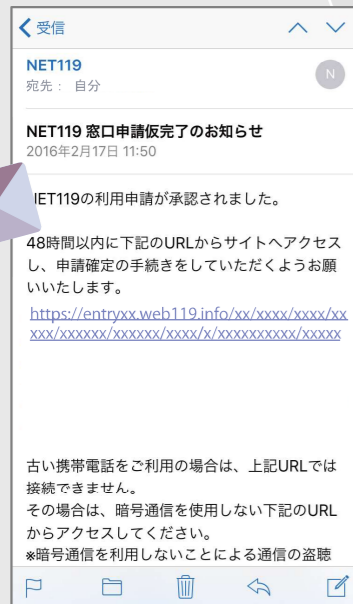 受信
NET119
宛先： 自分
N
NET119 窓口申請仮完了のお知らせ
2016年2月17日 11:50
NET119の利用申請が承認されました。
48時間以内に下記のURLからサイトへアクセス
し、申請確定の手続きをしていただくようお願
いいたします。
https://entryxx.web119.info/xx/xxxx/xxxx/xx
xxx/xxxxxx/xxxxxx/xxxx/x/xxxxxxxxxx/xxxxx
古い携帯電話をご利用の場合は、上記URLでは
接続できません。
その場合は、暗号通信を使用しない下記のURL
からアクセスしてください。
※暗号通信を利用しないことによる通信の盗聴